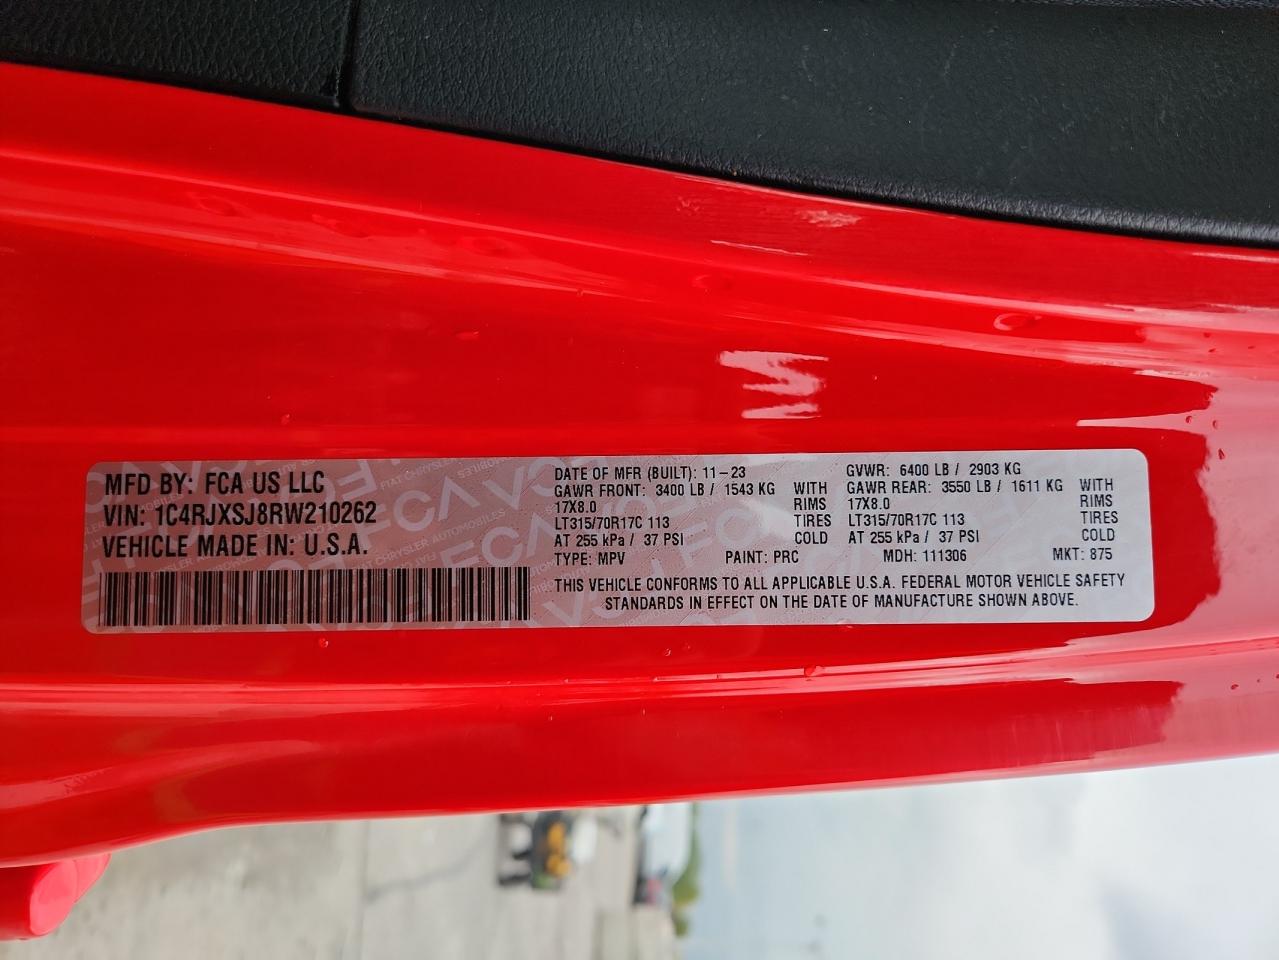 MFD BY: FCA US LLC
VIN: 1C4RJXSJ8RW210262
VEHICLE MADE IN: U.S.A.
DATE OF MFR (BUILT): 11-23
GAWR FRONT: 3400 LB / 1543 KG WITH
17X8.0 RIMS
LT315/70R17C 113 TIRES
AT 255 kPa / 37 PSI COLD
TYPE: MPV PAINT: PRC
GVWR: 6400 LB / 2903 KG
GAWR REAR: 3550 LB / 1611 KG WITH
17X8.0 RIMS
LT315/70R17C 113 TIRES
AT 255 kPa / 37 PSI COLD
MDH: 111306 MKT: 875
THIS VEHICLE CONFORMS TO ALL APPLICABLE U.S.A. FEDERAL MOTOR VEHICLE SAFETY
STANDARDS IN EFFECT ON THE DATE OF MANUFACTURE SHOWN ABOVE.